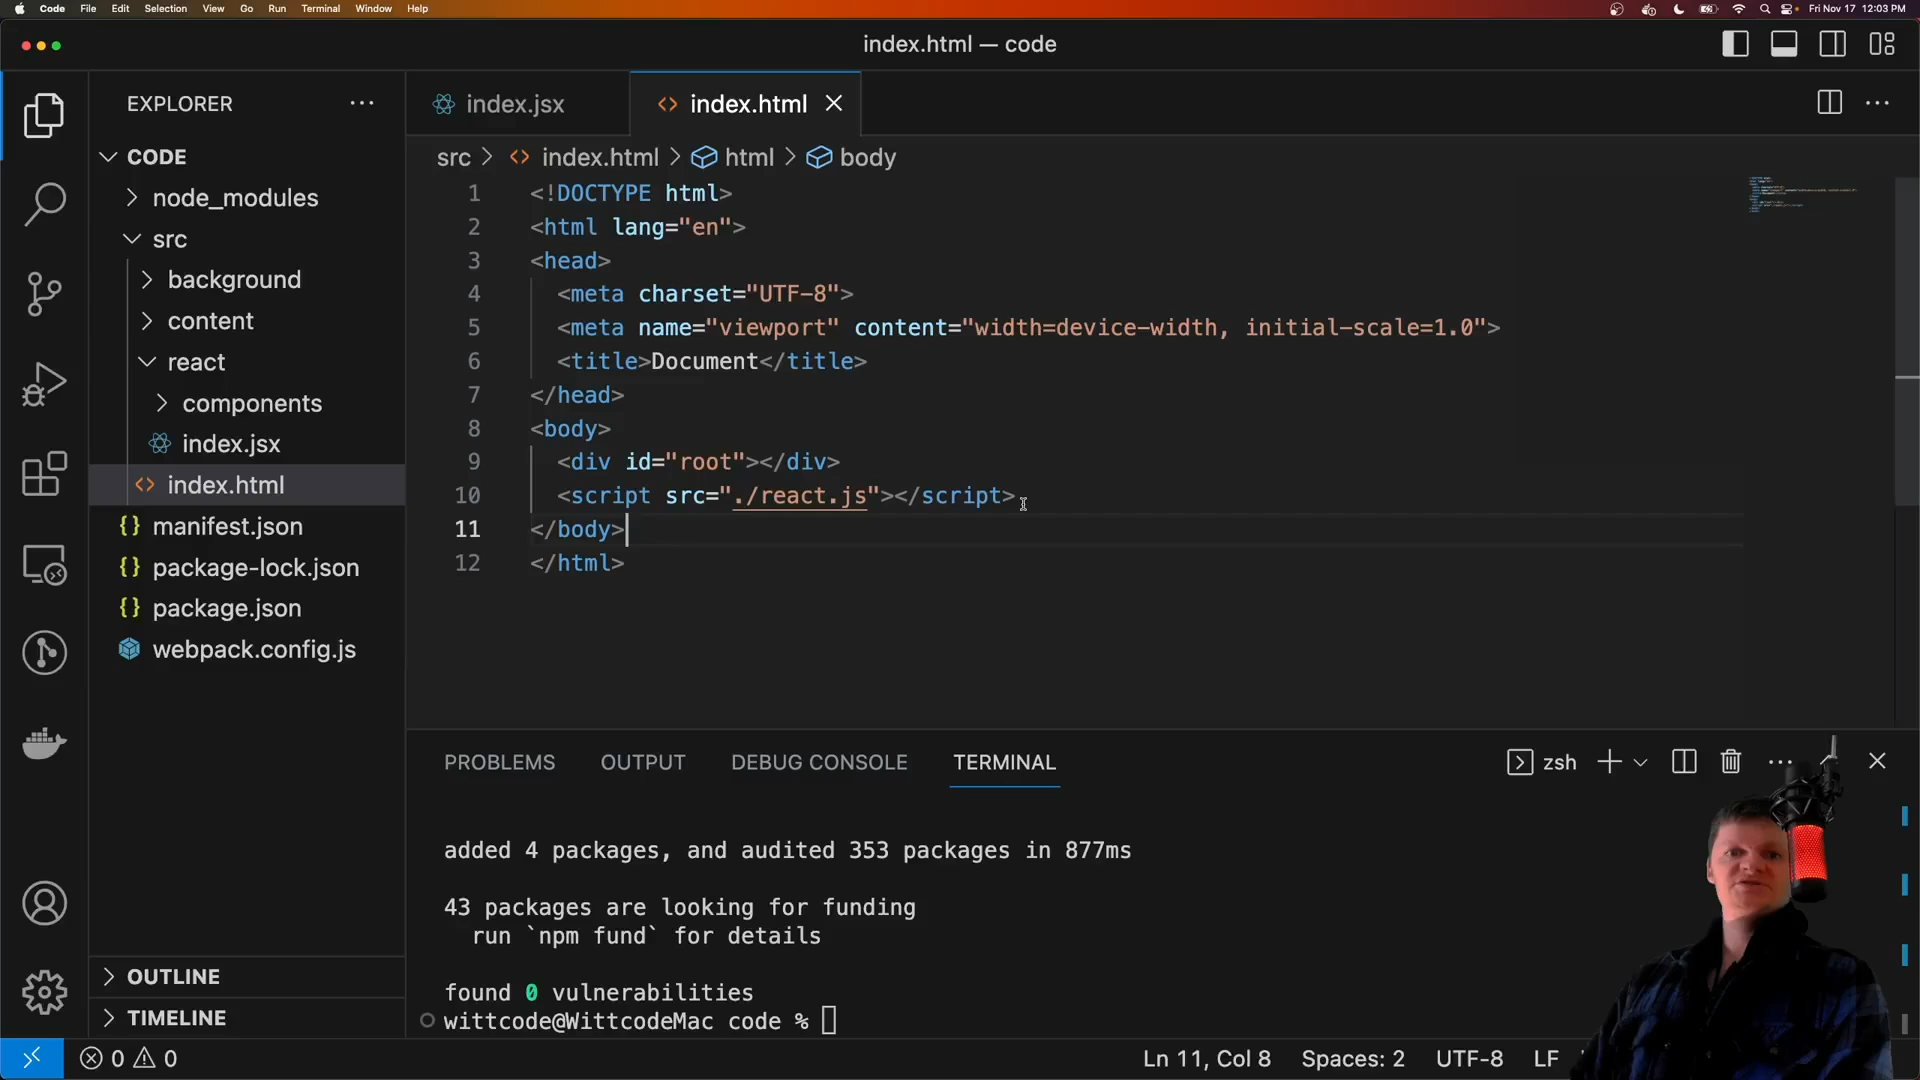 Code File Edit Selection View Go Run Terminal Window Help
Fri Nov 17 12:03 PM
index.html — code
EXPLORER
CODE
node_modules
src
background
content
react
components
index.jsx
index.html
manifest.json
package-lock.json
package.json
webpack.config.js
OUTLINE
TIMELINE
index.jsx
index.html
src > index.html > html > body
1 <!DOCTYPE html>
2 <html lang="en">
3 <head>
4 <meta charset="UTF-8">
5 <meta name="viewport" content="width=device-width, initial-scale=1.0">
6 <title>Document</title>
7 </head>
8 <body>
9 <div id="root"></div>
10 <script src="./react.js"></script>
11 </body>
12 </html>
PROBLEMS OUTPUT DEBUG CONSOLE TERMINAL
zsh
added 4 packages, and audited 353 packages in 877ms
43 packages are looking for funding
run `npm fund` for details
found 0 vulnerabilities
wittcode@WittcodeMac code %
0 0
Ln 11, Col 8 Spaces: 2 UTF-8 LF